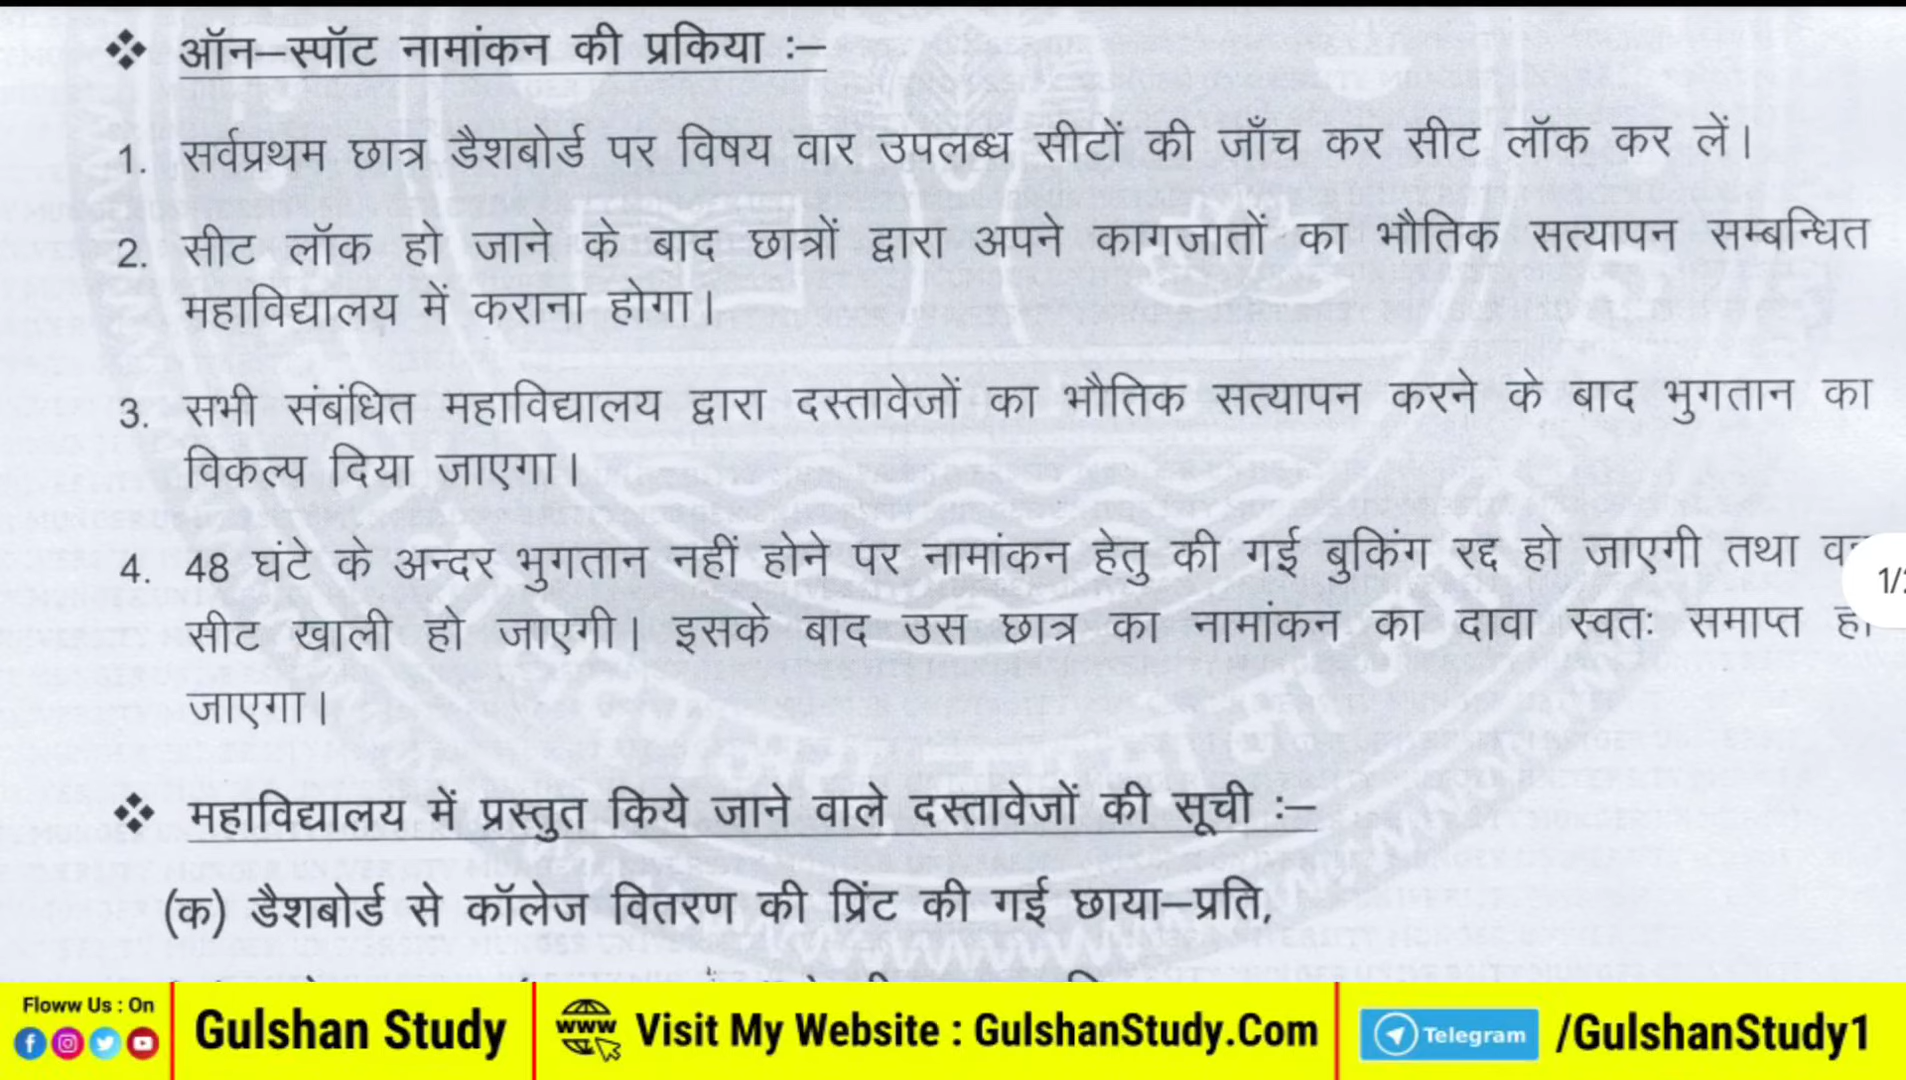 ❖ ऑन–स्पॉट नामांकन की प्रकिया :–
1. सर्वप्रथम छात्र डैशबोर्ड पर विषय वार उपलब्ध सीटों की जाँच कर सीट लॉक कर लें।
2. सीट लॉक हो जाने के बाद छात्रों द्वारा अपने कागजातों का भौतिक सत्यापन सम्बन्धित
महाविद्यालय में कराना होगा।
3. सभी संबंधित महाविद्यालय द्वारा दस्तावेजों का भौतिक सत्यापन करने के बाद भुगतान का
विकल्प दिया जाएगा।
4. 48 घंटे के अन्दर भुगतान नहीं होने पर नामांकन हेतु की गई बुकिंग रद्द हो जाएगी तथा
सीट खाली हो जाएगी। इसके बाद उस छात्र का नामांकन का दावा स्वतः समाप्त हो
जाएगा।
❖ महाविद्यालय में प्रस्तुत किये जाने वाले दस्तावेजों की सूची :–
(क) डैशबोर्ड से कॉलेज वितरण की प्रिंट की गई छाया–प्रति,
Floww Us : On
Gulshan Study
www
Visit My Website : GulshanStudy.Com
Telegram
/GulshanStudy1